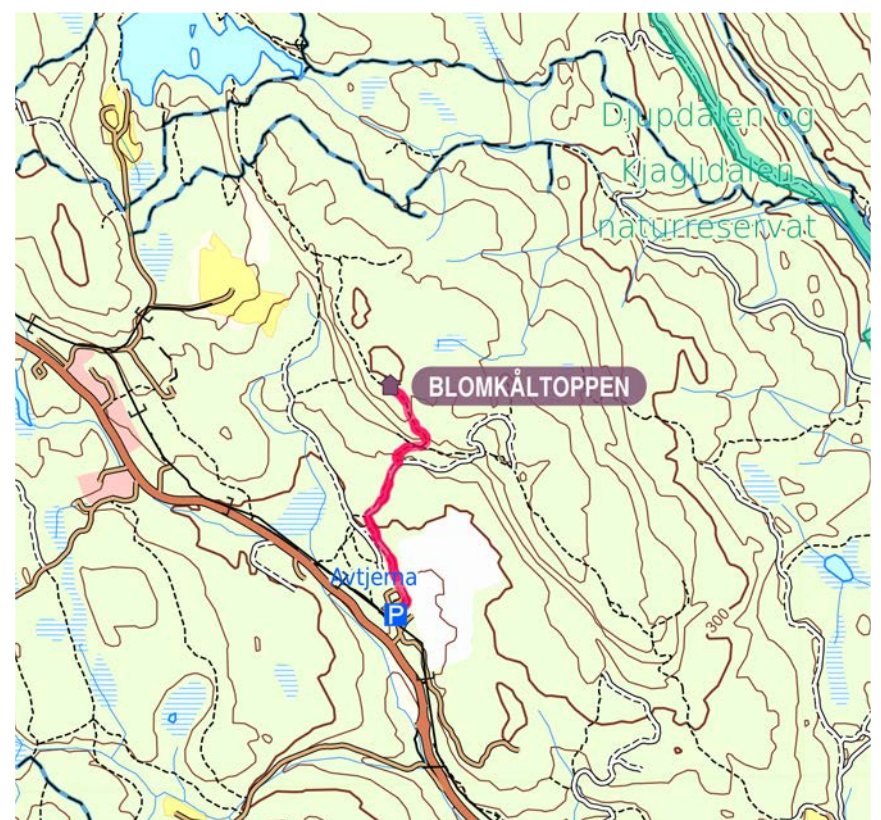 Djupdalen og
Kjaglidalen
naturreservat
BLOMKÅLTOPPEN
Avtjerna
P
300